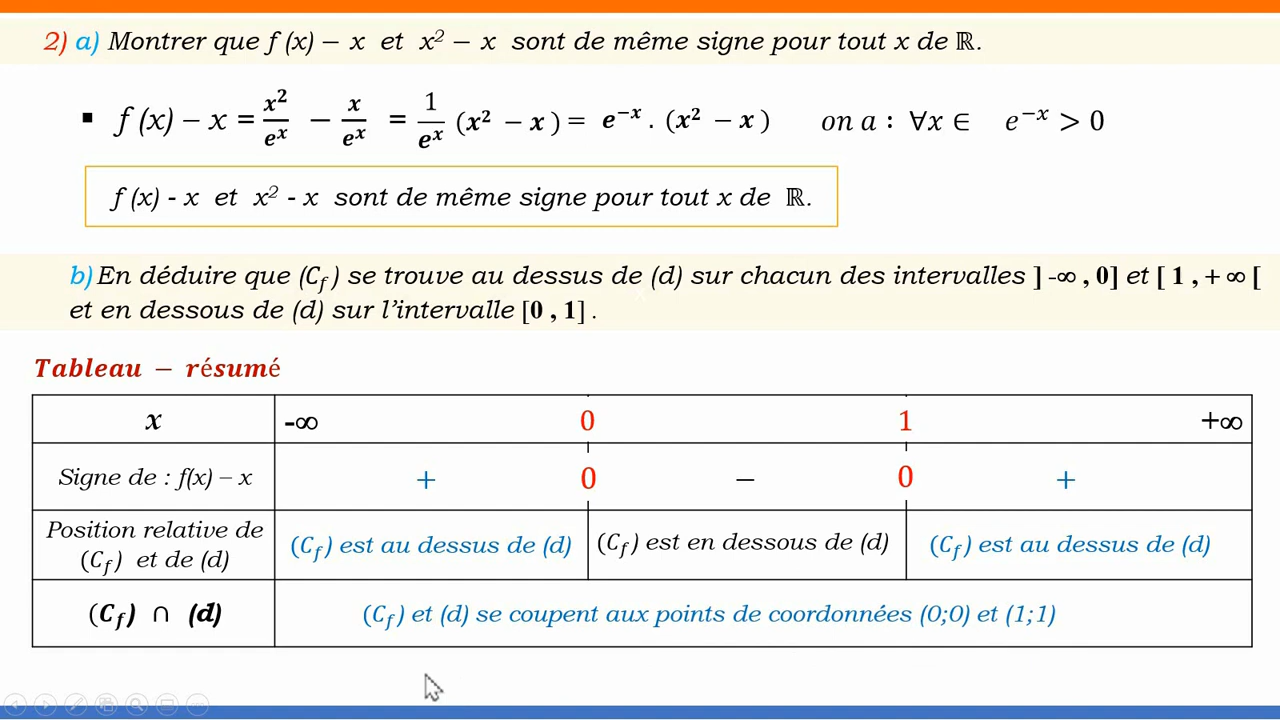 2) a) Montrer que f (x) − x et x² − x sont de même signe pour tout x de ℝ.
▪ f (x) − x = x²/eˣ − x/eˣ = 1/eˣ (x² − x) = e⁻ˣ . (x² − x) on a : ∀x ∈ e⁻ˣ > 0
f (x) - x et x² - x sont de même signe pour tout x de ℝ.
b) En déduire que (C_f) se trouve au dessus de (d) sur chacun des intervalles ] -∞ , 0] et [ 1 , + ∞ [
et en dessous de (d) sur l’intervalle [0 , 1] .
Tableau − résumé
x -∞ 0 1 +∞
Signe de : f(x) – x + 0 − 0 +
Position relative de
(C_f) et de (d) (C_f) est au dessus de (d) (C_f) est en dessous de (d) (C_f) est au dessus de (d)
(C_f) ∩ (d) (C_f) et (d) se coupent aux points de coordonnées (0;0) et (1;1)